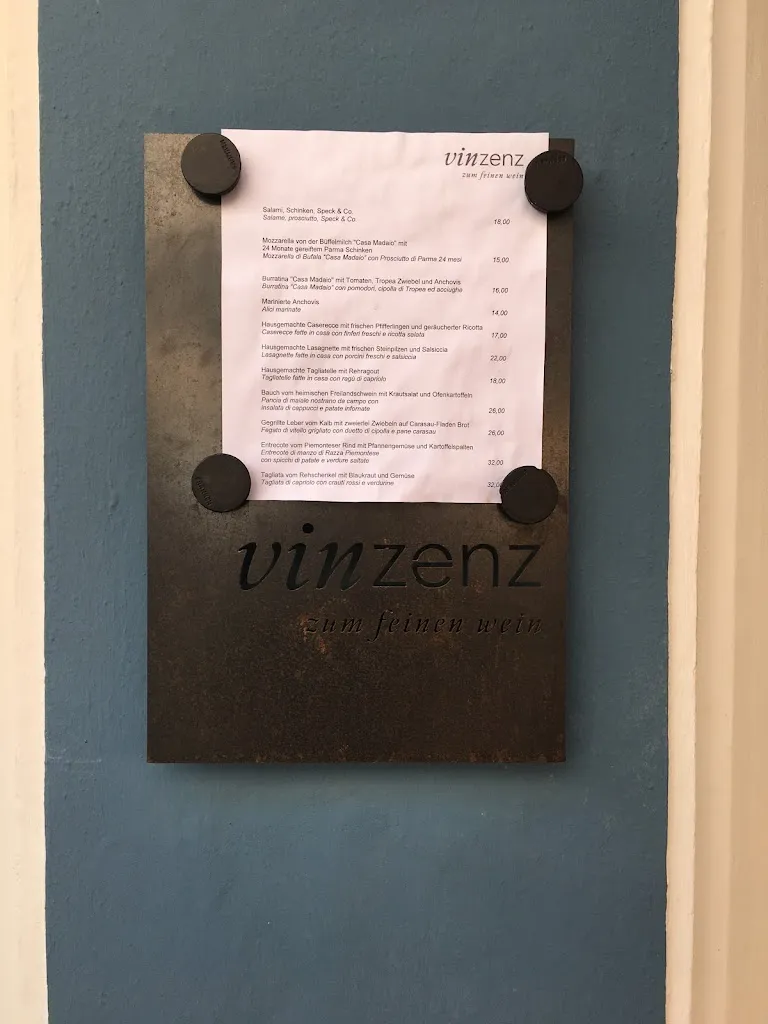 vinzenz
zum feinen wein
Salami, Schinken, Speck & Co.
Salame, prosciutto, Speck & Co. 18,00
Mozzarella von der Büffelmilch "Casa Madaio" mit
24 Monate gereiftem Parma Schinken
Mozzarella di Bufala "Casa Madaio" con Prosciutto di Parma 24 mesi 15,00
Burratina "Casa Madaio" mit Tomaten, Tropea Zwiebel und Anchovis
Burratina "Casa Madaio" con pomodori, cipolla di Tropea ed acciughe 16,00
Marinierte Anchovis
Alici marinate 14,00
Hausgemachte Caserecce mit frischen Pfifferlingen und geräucherter Ricotta
Caserecce fatte in casa con finferi freschi e ricotta salata 17,00
Hausgemachte Lasagnette mit frischen Steinpilzen und Salsiccia
Lasagnette fatte in casa con porcini freschi e salsiccia 22,00
Hausgemachte Tagliatelle mit Rehragout
Tagliatelle fatte in casa con ragù di capriolo 18,00
Bauch vom heimischen Freilandschwein mit Krautsalat und Ofenkartoffeln
Pancia di maiale nostrano da campo con
insalata di cappucci e patate infornate 26,00
Gegrillte Leber vom Kalb mit zweierlei Zwiebeln auf Carasau-Fladen Brot
Fegato di vitello grigliato con duetto di cipolla e pane carasau 26,00
Entrecote vom Piemonteser Rind mit Pfannengemüse und Kartoffelspalten
Entrecote di manzo di Razza Piemontese
con spicchi di patate e verdure saltate 32,00
Tagliata vom Rehschenkel mit Blaukraut und Gemüse
Tagliata di capriolo con crauti rossi e verdurine 32,0
vinzenz
zum feinen wein